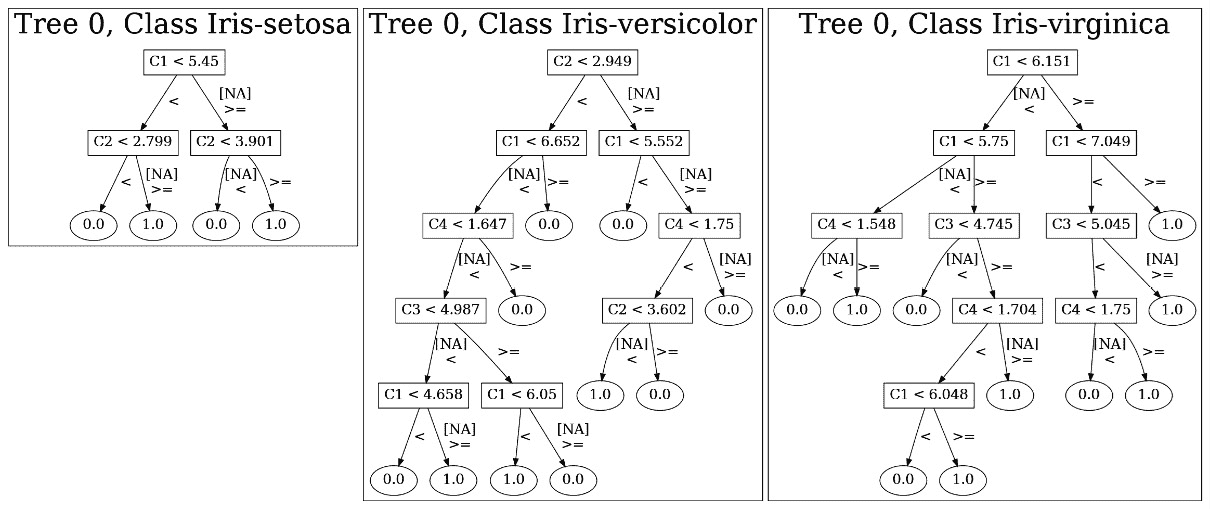 Tree 0, Class Iris-setosa
C1 < 5.45
<
[NA]
>=
C2 < 2.799
C2 < 3.901
<
[NA]
>=
[NA]
<
>=
0.0
1.0
0.0
1.0
Tree 0, Class Iris-versicolor
C2 < 2.949
<
[NA]
>=
C1 < 6.652
C1 < 5.552
[NA]
<
>=
<
[NA]
>=
C4 < 1.647
0.0
0.0
C4 < 1.75
[NA]
<
>=
<
[NA]
>=
C3 < 4.987
0.0
C2 < 3.602
0.0
[NA]
<
>=
[NA]
<
>=
C1 < 4.658
C1 < 6.05
1.0
0.0
<
[NA]
>=
<
[NA]
>=
0.0
1.0
1.0
0.0
Tree 0, Class Iris-virginica
C1 < 6.151
[NA]
<
>=
C1 < 5.75
C1 < 7.049
[NA]
<
>=
<
>=
C4 < 1.548
C3 < 4.745
C3 < 5.045
1.0
[NA]
<
>=
[NA]
<
>=
<
[NA]
>=
0.0
1.0
0.0
C4 < 1.704
C4 < 1.75
1.0
<
[NA]
>=
[NA]
<
>=
C1 < 6.048
1.0
0.0
1.0
<
>=
0.0
1.0